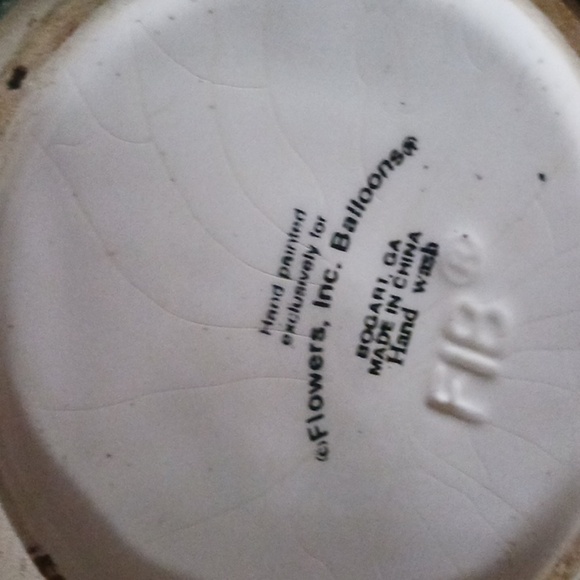 Hand painted
exclusively for
©Flowers, Inc. Balloons®
BOGART, GA
MADE IN CHINA
Hand wash
FIB ®